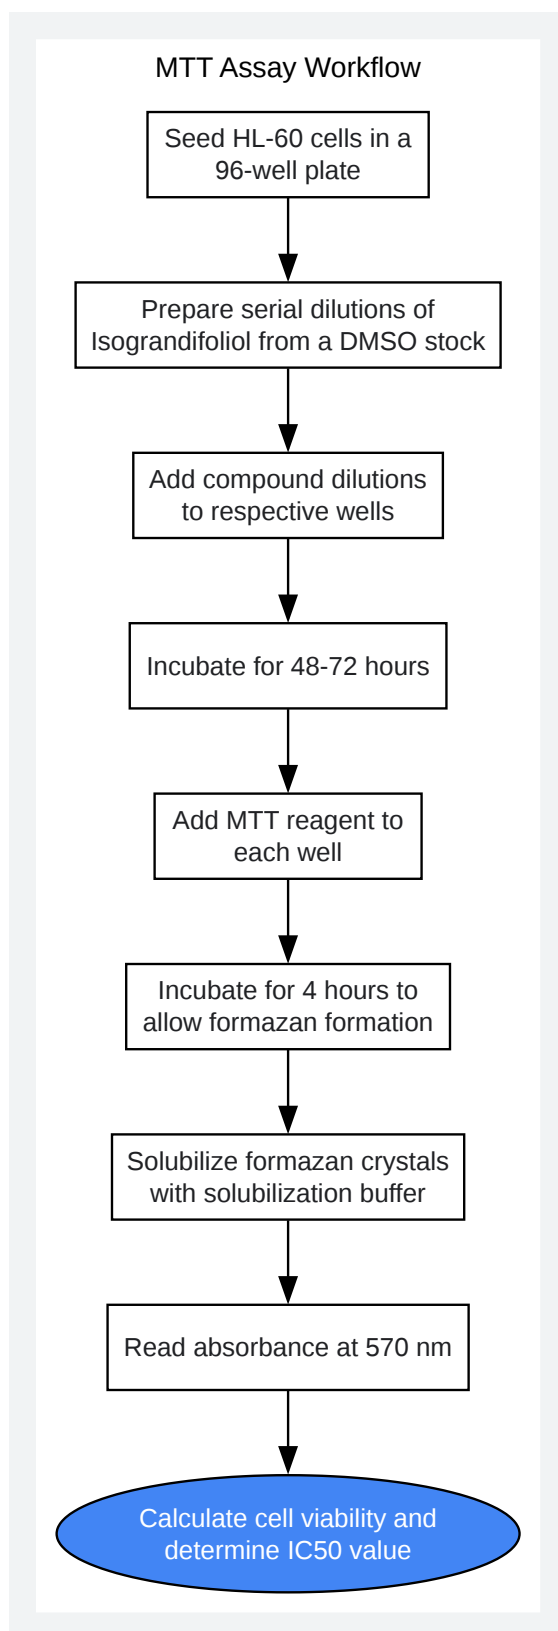 MTT Assay Workflow
Seed HL-60 cells in a
96-well plate
Prepare serial dilutions of
Isograndifoliol from a DMSO stock
Add compound dilutions
to respective wells
Incubate for 48-72 hours
Add MTT reagent to
each well
Incubate for 4 hours to
allow formazan formation
Solubilize formazan crystals
with solubilization buffer
Read absorbance at 570 nm
Calculate cell viability and
determine IC50 value